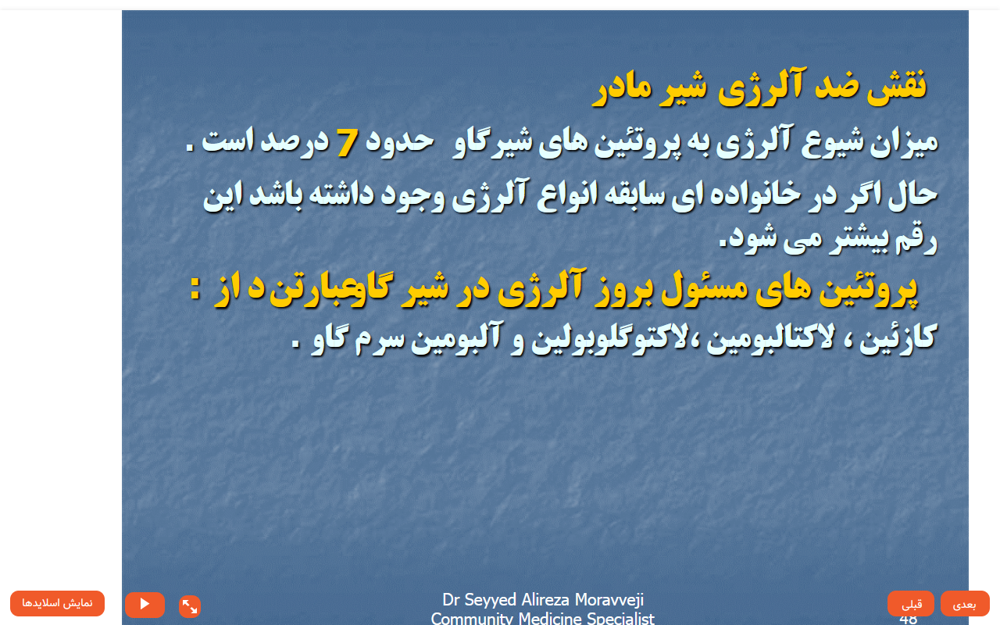 نقش ضد آلرژی شیر مادر
میزان شیوع آلرژی به پروتئین های شیرگاو حدود 7 درصد است .
حال اگر در خانواده ای سابقه انواع آلرژی وجود داشته باشد این
رقم بیشتر می شود.
پروتئین های مسئول بروز آلرژی در شیر گاوعبارتن د از :
کازئین ، لاکتالبومین ،لاکتوگلوبولین و آلبومین سرم گاو .
Dr Seyyed Alireza Moravveji
Community Medicine Specialist
48
بعدی
قبلی
نمایش اسلایدها